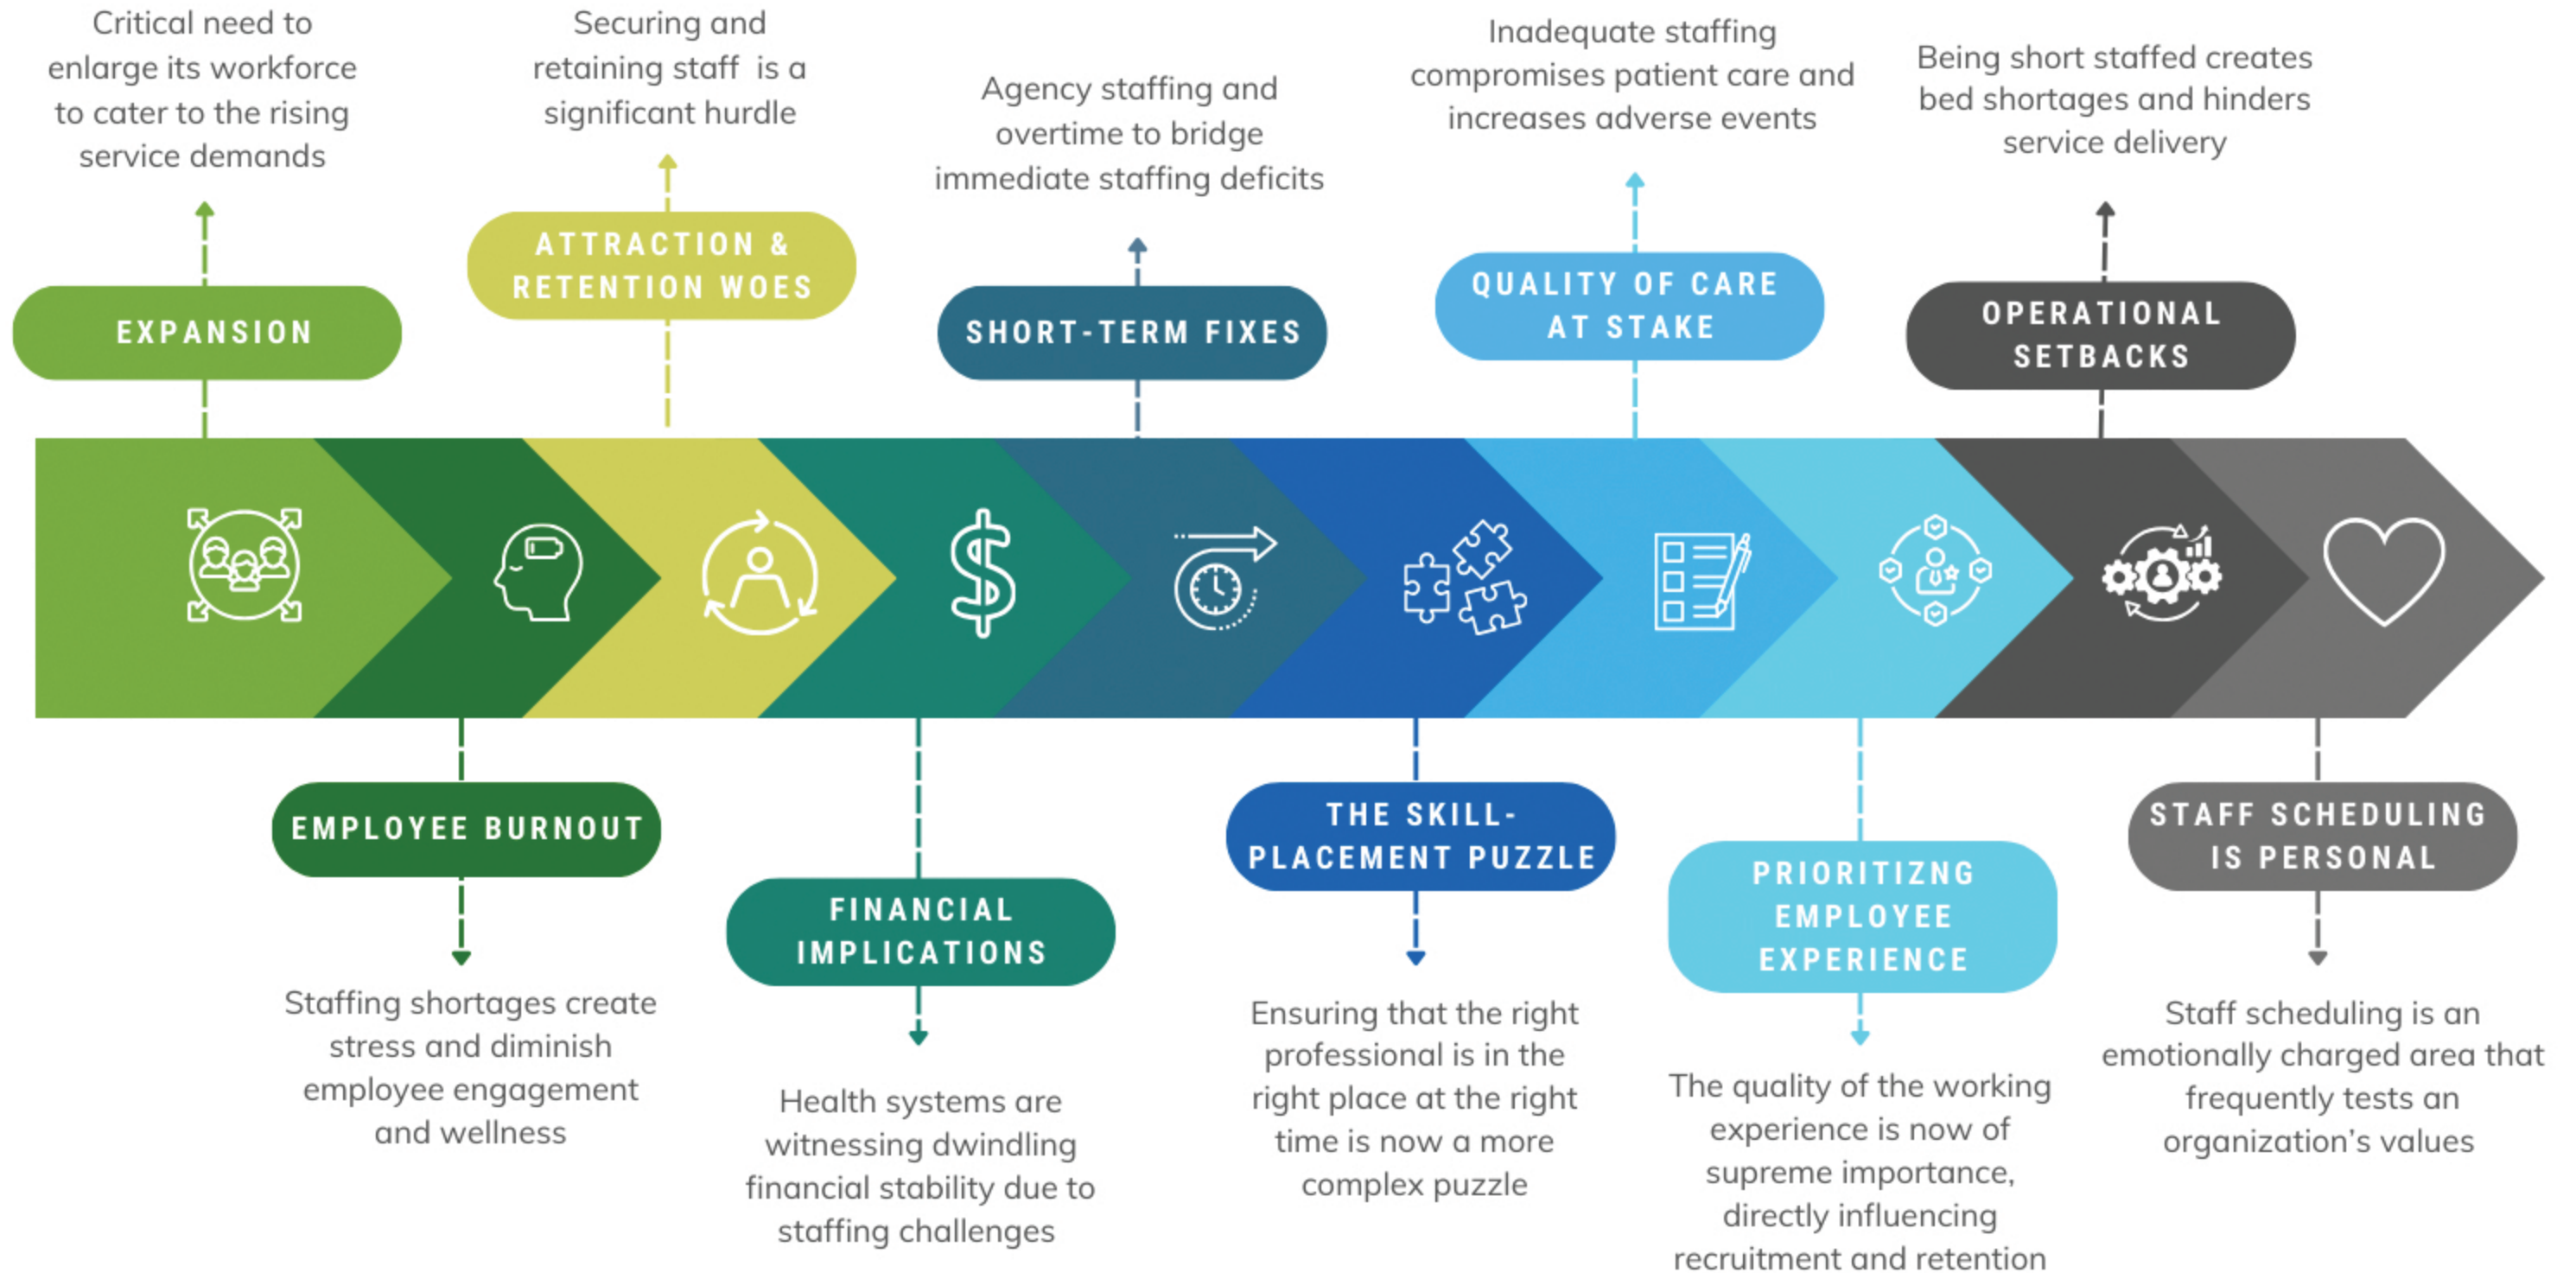 Critical need to
enlarge its workforce
to cater to the rising
service demands
EXPANSION
EMPLOYEE BURNOUT
Staffing shortages create
stress and diminish
employee engagement
and wellness
Securing and
retaining staff is a
significant hurdle
ATTRACTION &
RETENTION WOES
FINANCIAL
IMPLICATIONS
Health systems are
witnessing dwindling
financial stability due to
staffing challenges
Agency staffing and
overtime to bridge
immediate staffing deficits
SHORT-TERM FIXES
THE SKILL-
PLACEMENT PUZZLE
Ensuring that the right
professional is in the
right place at the right
time is now a more
complex puzzle
Inadequate staffing
compromises patient care and
increases adverse events
QUALITY OF CARE
AT STAKE
PRIORITIZNG
EMPLOYEE
EXPERIENCE
The quality of the working
experience is now of
supreme importance,
directly influencing
recruitment and retention
Being short staffed creates
bed shortages and hinders
service delivery
OPERATIONAL
SETBACKS
STAFF SCHEDULING
IS PERSONAL
Staff scheduling is an
emotionally charged area that
frequently tests an
organization's values